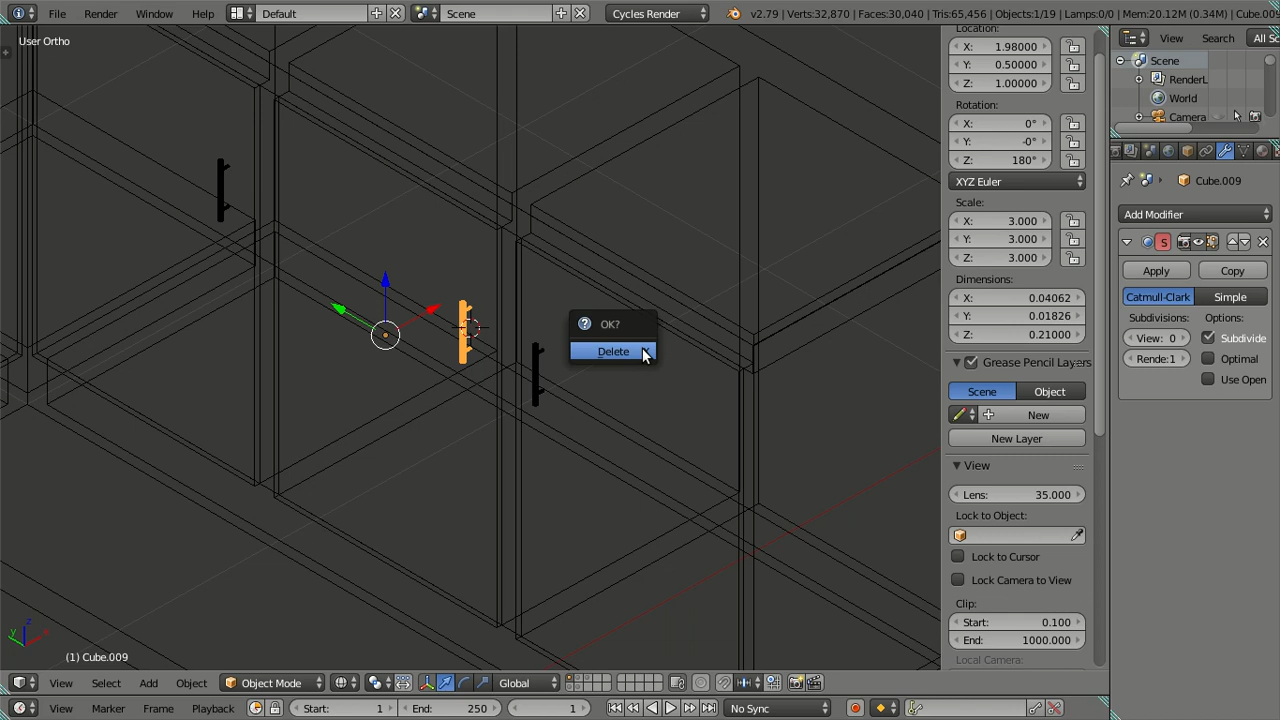 File Render Window Help Default Scene Cycles Render v2.79 | Verts:32,870 | Faces:30,040 | Tris:65,456 | Objects:1/19 | Lamps:0/0 | Mem:20.12M (0.34M) | Cube.009
User Ortho
Location:
X: 1.98000
Y: 0.50000
Z: 1.00000
Rotation:
X: 0°
Y: -0°
Z: 180°
XYZ Euler
Scale:
X: 3.000
Y: 3.000
Z: 3.000
Dimensions:
X: 0.04062
Y: 0.01826
Z: 0.21000
Grease Pencil Layers
Scene Object
New
New Layer
View
Lens: 35.000
Lock to Object:
Lock to Cursor
Lock Camera to View
Clip:
Start: 0.100
End: 1000.000
Local Camera:
View Search All Sc
Scene
RenderL
World
Camera
Cube.009
Add Modifier
S
Apply Copy
Catmull-Clark Simple
Subdivisions: Options:
View: 0 Subdivide
Rende:1 Optimal
Use Open
OK?
Delete
z
y x
(1) Cube.009
View Select Add Object Object Mode Global
View Marker Frame Playback Start: 1 End: 250 1 No Sync